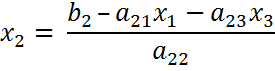 x₂ = (b₂ – a₂₁x₁ − a₂₃x₃) / a₂₂